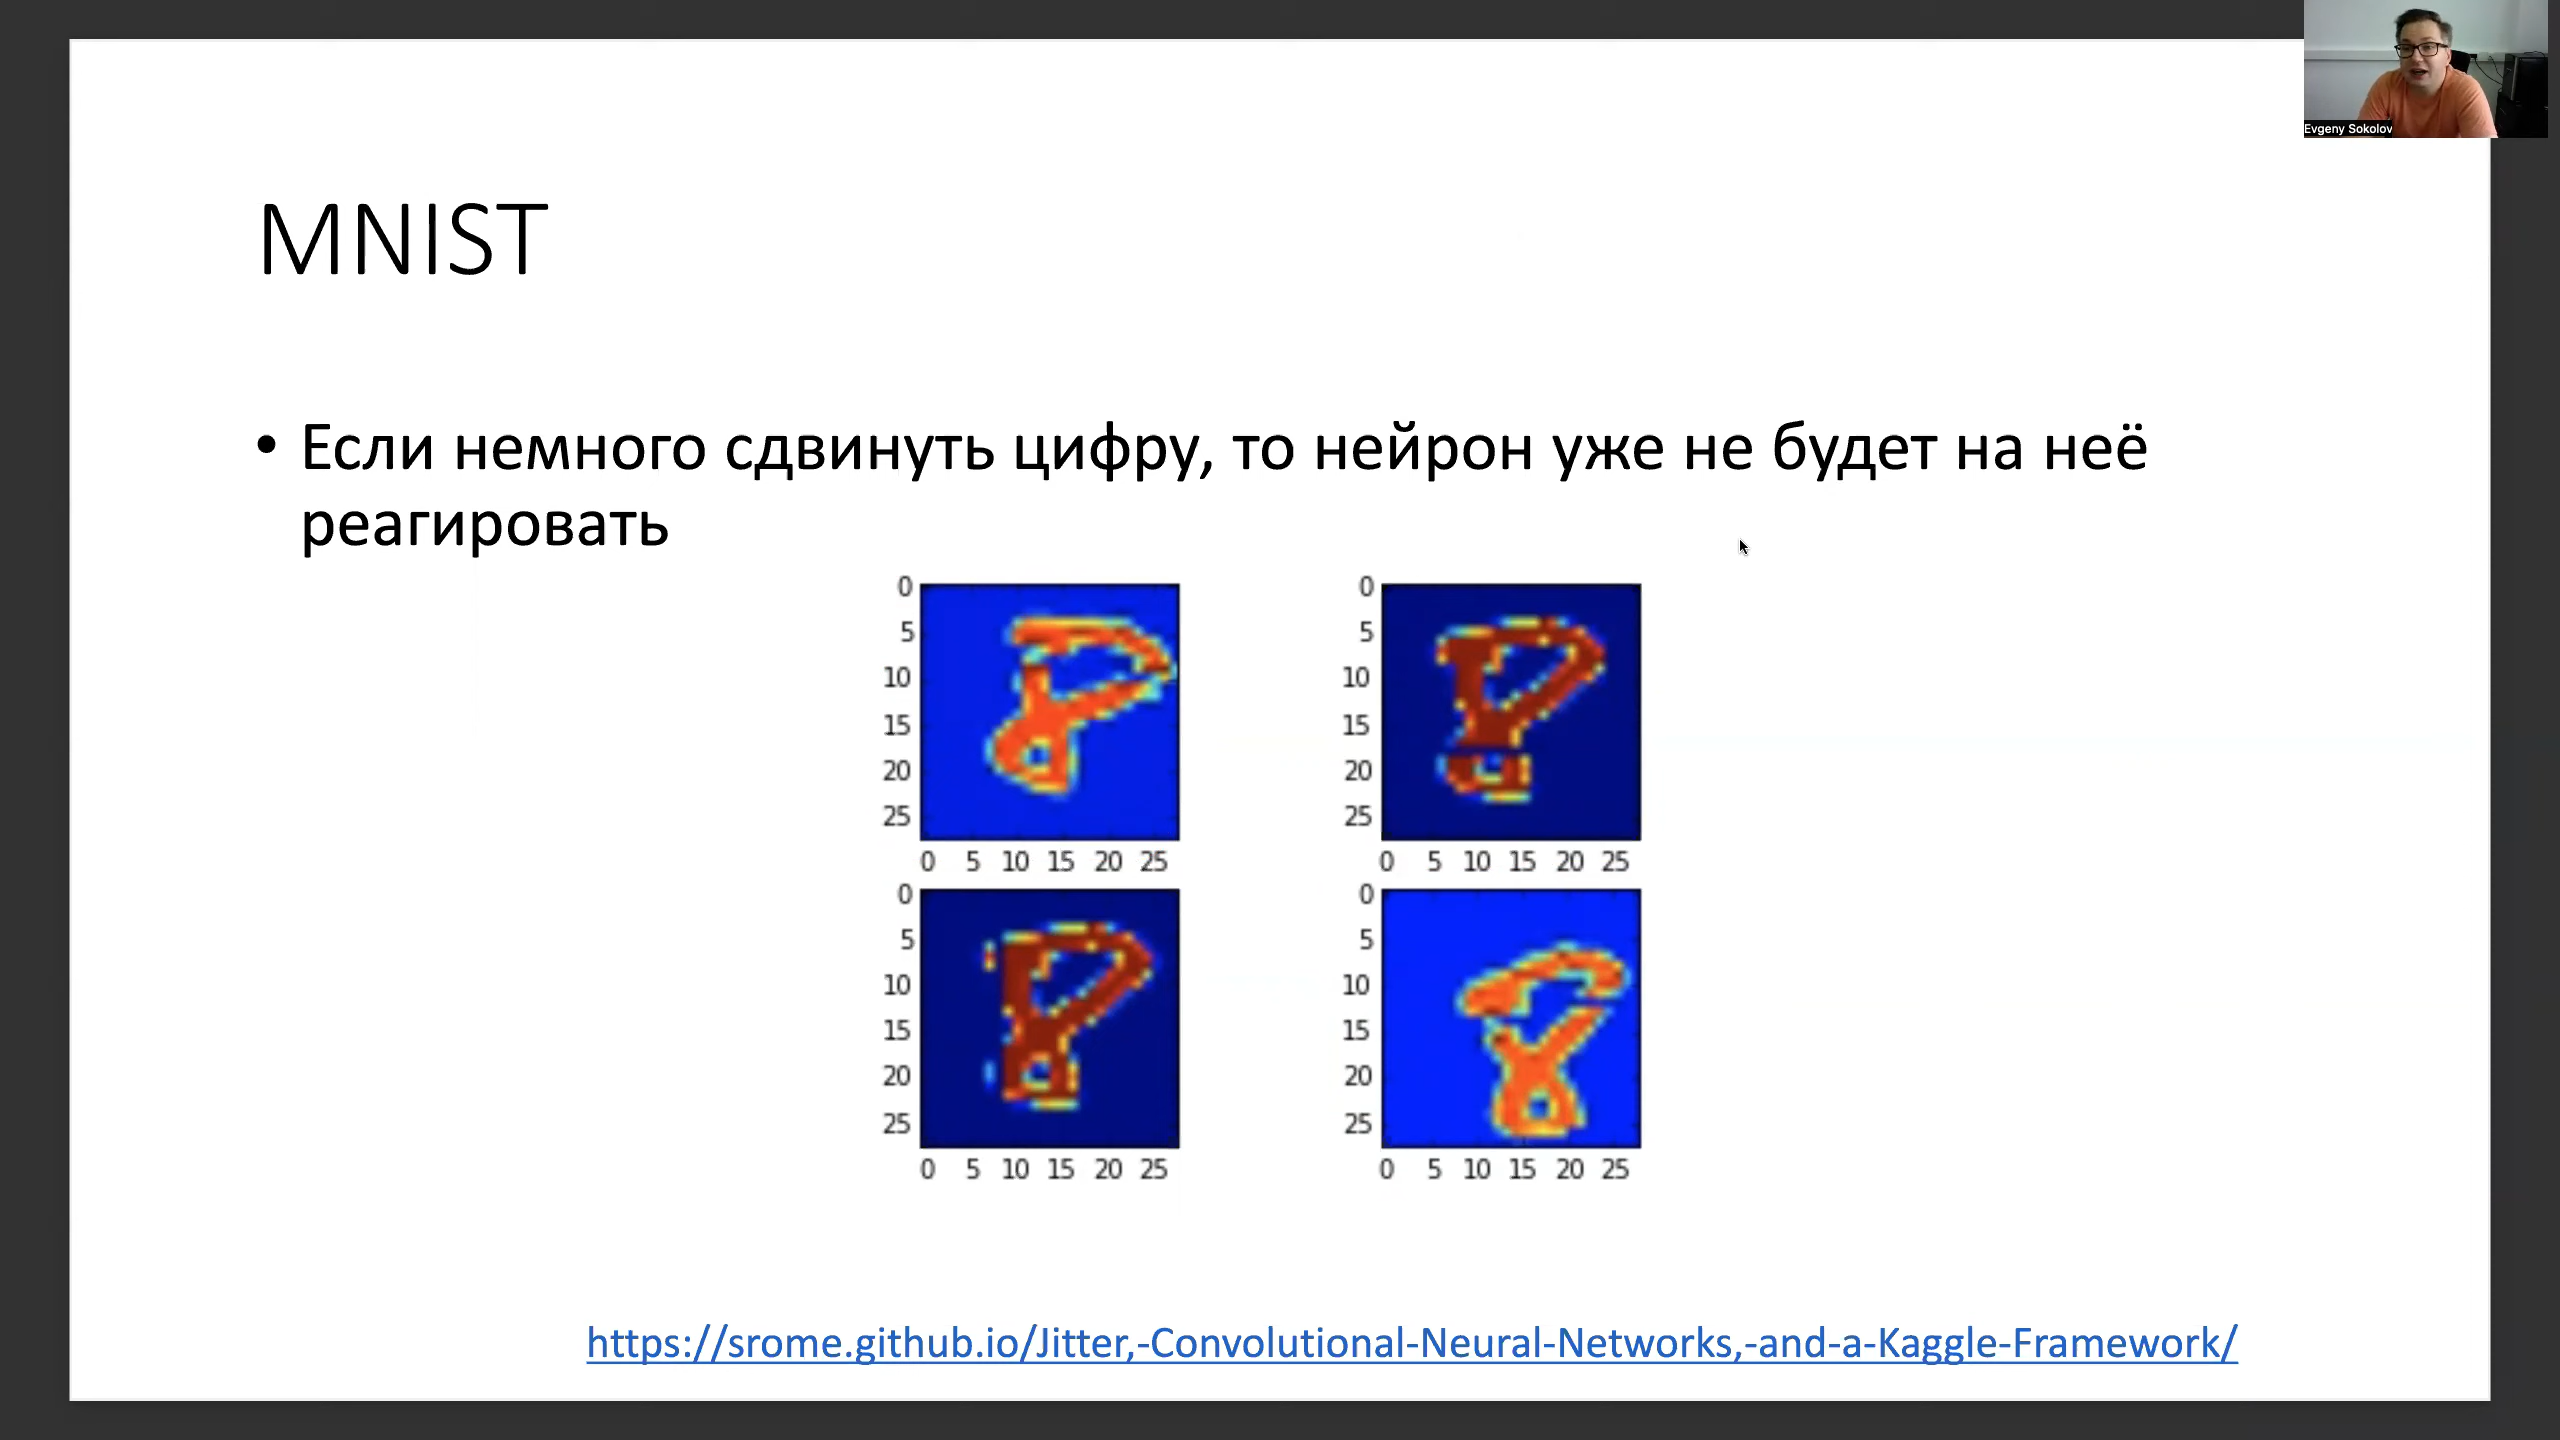 Evgeny Sokolov
MNIST
• Если немного сдвинуть цифру, то нейрон уже не будет на неё
реагировать
0
5
10
15
20
25
0 5 10 15 20 25
0
5
10
15
20
25
0 5 10 15 20 25
0
5
10
15
20
25
0 5 10 15 20 25
0
5
10
15
20
25
0 5 10 15 20 25
https://srome.github.io/Jitter,-Convolutional-Neural-Networks,-and-a-Kaggle-Framework/